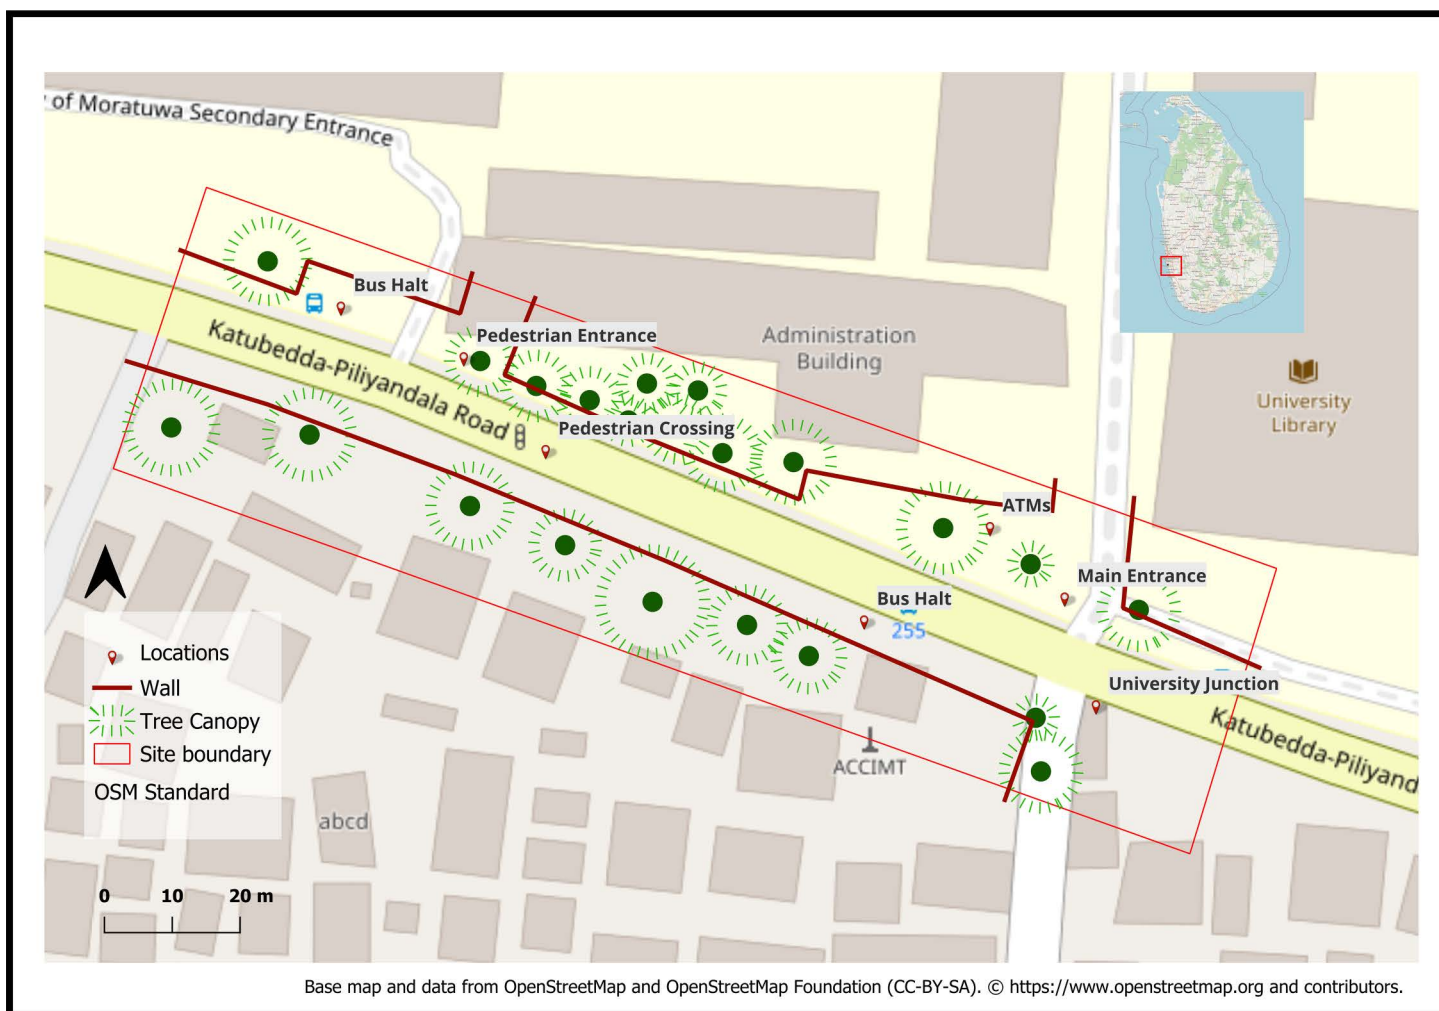 y of Moratuwa Secondary Entrance
Bus Halt
Katubedda-Piliyandala Road
Pedestrian Entrance
Administration
Building
Pedestrian Crossing
University
Library
ATMs
Main Entrance
Bus Halt
255
University Junction
Katubedda-Piliyand
ACCIMT
abcd
Locations
Wall
Tree Canopy
Site boundary
OSM Standard
0 10 20 m
Base map and data from OpenStreetMap and OpenStreetMap Foundation (CC-BY-SA). © https://www.openstreetmap.org and contributors.